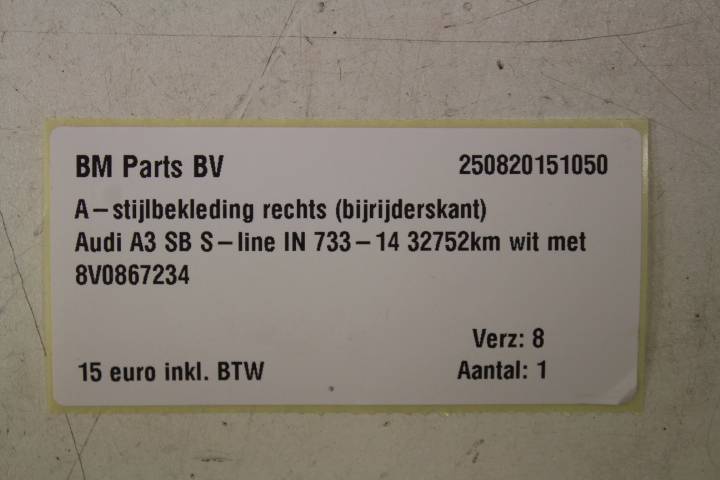 BM Parts BV 250820151050
A-stijlbekleding rechts (bijrijderskant)
Audi A3 SB S-line IN 733-14 32752km wit met
8V0867234
Verz: 8
15 euro inkl. BTW Aantal: 1